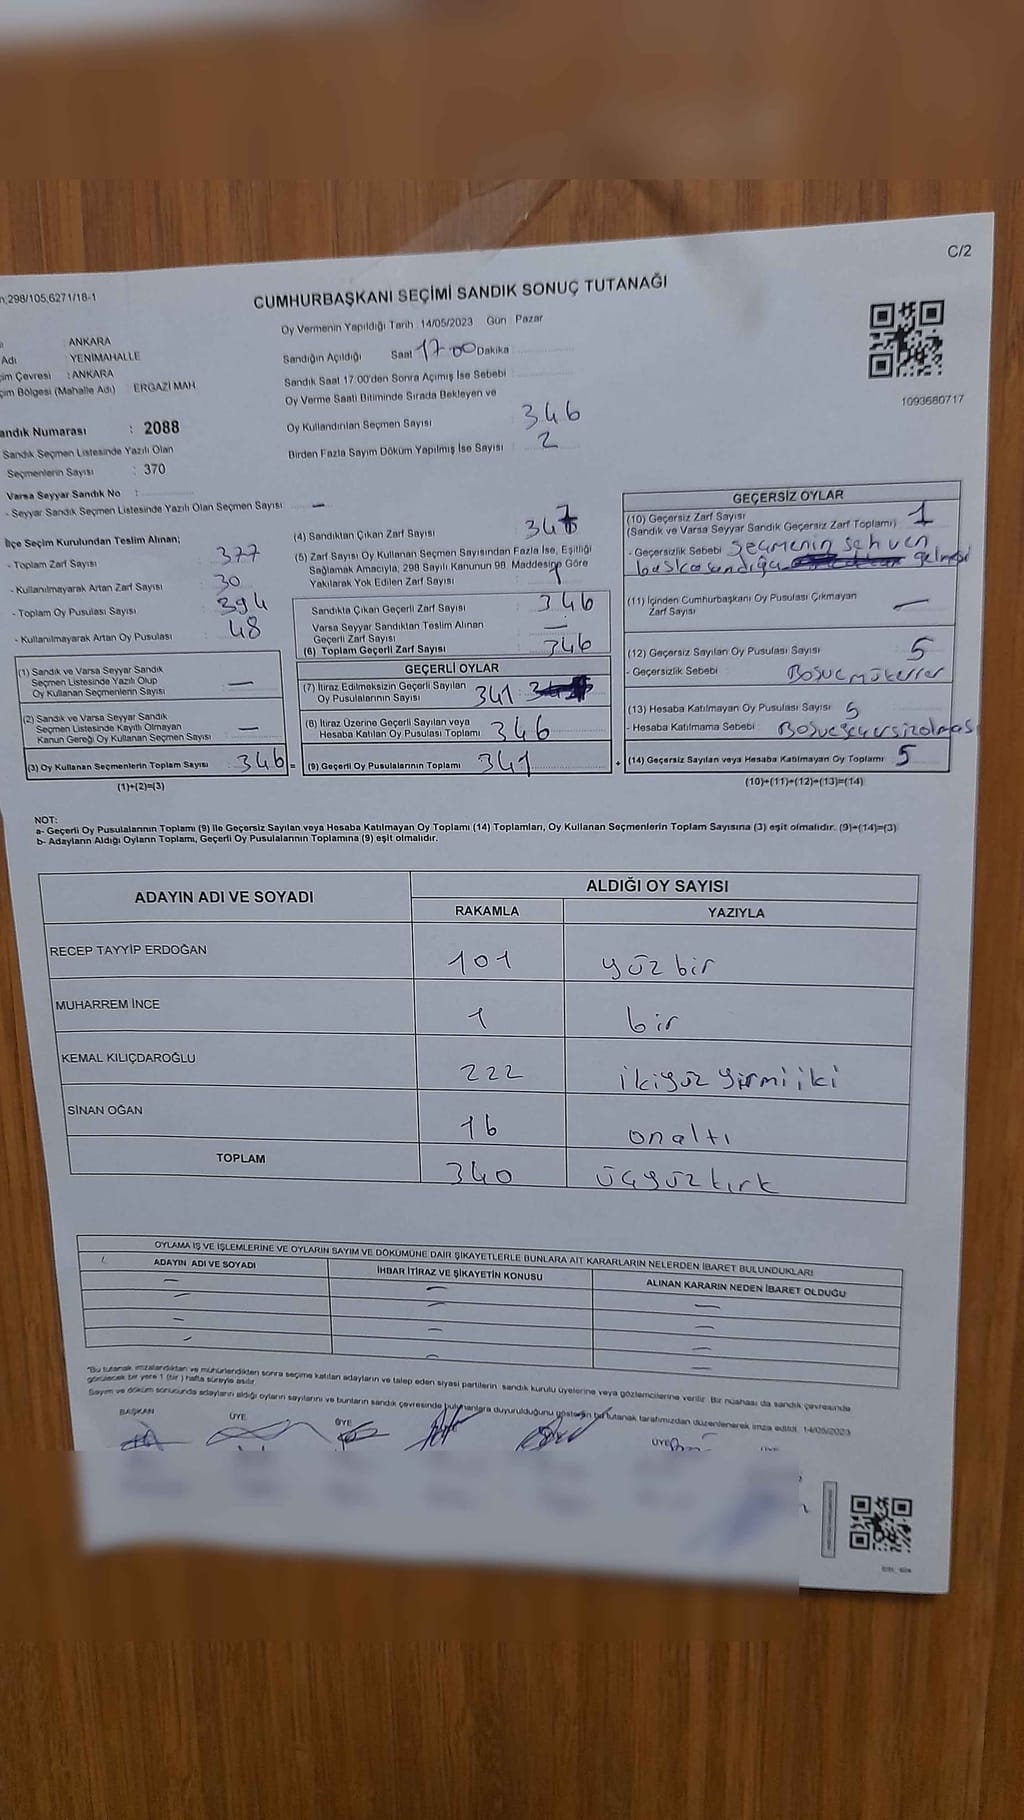 C/2
298/105;6271/18-1
CUMHURBAŞKANI SEÇİMİ SANDIK SONUÇ TUTANAĞI
: ANKARA
Adı : YENİMAHALLE
Çevresi : ANKARA
Bölgesi (Mahalle Adı) : ERGAZİ MAH
Sandık Numarası : 2088
Sandık Seçmen Listesinde Yazılı Olan
Seçmenlerin Sayısı : 370
Varsa Seyyar Sandık No :
- Seyyar Sandık Seçmen Listesinde Yazılı Olan Seçmen Sayısı : —
Oy Vermenin Yapıldığı Tarih : 14/05/2023 Gün : Pazar
Sandığın Açıldığı Saat 17.00 Dakika :
Sandık Saat 17:00'den Sonra Açımış İse Sebebi :
Oy Verme Saati Bitiminde Sırada Bekleyen ve
Oy Kullandırılan Seçmen Sayısı : 346
Birden Fazla Sayım Döküm Yapılmış İse Sayısı : 2
1093680717
İlçe Seçim Kurulundan Teslim Alınan;
- Toplam Zarf Sayısı : 377
- Kullanılmayarak Artan Zarf Sayısı : 30
- Toplam Oy Pusulası Sayısı : 394
- Kullanılmayarak Artan Oy Pusulası : 48
(1) Sandık ve Varsa Seyyar Sandık
Seçmen Listesinde Yazılı Olup
Oy Kullanan Seçmenlerin Sayısı : —
(2) Sandık ve Varsa Seyyar Sandık
Seçmen Listesinde Kayıtlı Olmayan
Kanun Gereği Oy Kullanan Seçmen Sayısı : —
(3) Oy Kullanan Seçmenlerin Toplam Sayısı : 346 =
(1)+(2)=(3)
(4) Sandıktan Çıkan Zarf Sayısı : 347
(5) Zarf Sayısı Oy Kullanan Seçmen Sayısından Fazla İse, Eşitliği
Sağlamak Amacıyla, 298 Sayılı Kanunun 98. Maddesine Göre
Yakılarak Yok Edilen Zarf Sayısı : 1
Sandıkta Çıkan Geçerli Zarf Sayısı : 346
Varsa Seyyar Sandıktan Teslim Alınan
Geçerli Zarf Sayısı : —
(6) Toplam Geçerli Zarf Sayısı : 346
GEÇERLİ OYLAR
(7) İtiraz Edilmeksizin Geçerli Sayılan
Oy Pusulalarının Sayısı : 341
(8) İtiraz Üzerine Geçerli Sayılan veya
Hesaba Katılan Oy Pusulası Toplamı : 346
(9) Geçerli Oy Pusulalarının Toplamı : 341 +
GEÇERSİZ OYLAR
(10) Geçersiz Zarf Sayısı : 1
(Sandık ve Varsa Seyyar Sandık Geçersiz Zarf Toplamı)
- Geçersizlik Sebebi : Seçmenin sehven
başka sandığa gelmesi
(11) İçinden Cumhurbaşkanı Oy Pusulası Çıkmayan
Zarf Sayısı : —
(12) Geçersiz Sayılan Oy Pusulası Sayısı : 5
- Geçersizlik Sebebi : Boşvemükerrer
(13) Hesaba Katılmayan Oy Pusulası Sayısı : 5
- Hesaba Katılmama Sebebi : Boşvegeçersizolması
(14) Geçersiz Sayılan veya Hesaba Katılmayan Oy Toplamı : 5
(10)+(11)+(12)+(13)=(14)
NOT:
a- Geçerli Oy Pusulalarının Toplamı (9) İle Geçersiz Sayılan veya Hesaba Katılmayan Oy Toplamı (14) Toplamları, Oy Kullanan Seçmenlerin Toplam Sayısına (3) eşit olmalıdır. (9)+(14)=(3)
b- Adayların Aldığı Oyların Toplamı, Geçerli Oy Pusulalarının Toplamına (9) eşit olmalıdır.
ADAYIN ADI VE SOYADI ALDIĞI OY SAYISI
RAKAMLA YAZIYLA
RECEP TAYYİP ERDOĞAN 101 yüz bir
MUHARREM İNCE 1 bir
KEMAL KILIÇDAROĞLU 222 ikiyüz yirmi iki
SİNAN OĞAN 16 onaltı
TOPLAM 340 üçyüz kırk
OYLAMA İŞ VE İŞLEMLERİNE VE OYLARIN SAYIM VE DÖKÜMÜNE DAİR ŞİKAYETLERLE BUNLARA AİT KARARLARIN NELERDEN İBARET BULUNDUKLARI
ADAYIN ADI VE SOYADI İHBAR İTİRAZ VE ŞİKAYETİN KONUSU ALINAN KARARIN NEDEN İBARET OLDUĞU
— — —
— — —
— — —
— — —
*Bu tutanak imzalandıktan ve mühürlendikten sonra seçime katılan adayların ve talep eden siyasi partilerin sandık kurulu üyelerine veya gözlemcilerine verilir. Bir nüshası da sandık çevresinde
görülecek bir yere 1 (bir) hafta süreyle asılır.
Sayım ve döküm sonucunda adayların aldığı oyların sayılarını ve bunların sandık çevresinde bulunanlara duyurulduğunu gösteren bu tutanak tarafımızdan düzenlenerek imza edildi. 14/05/2023
BAŞKAN ÜYE ÜYE ÜYE